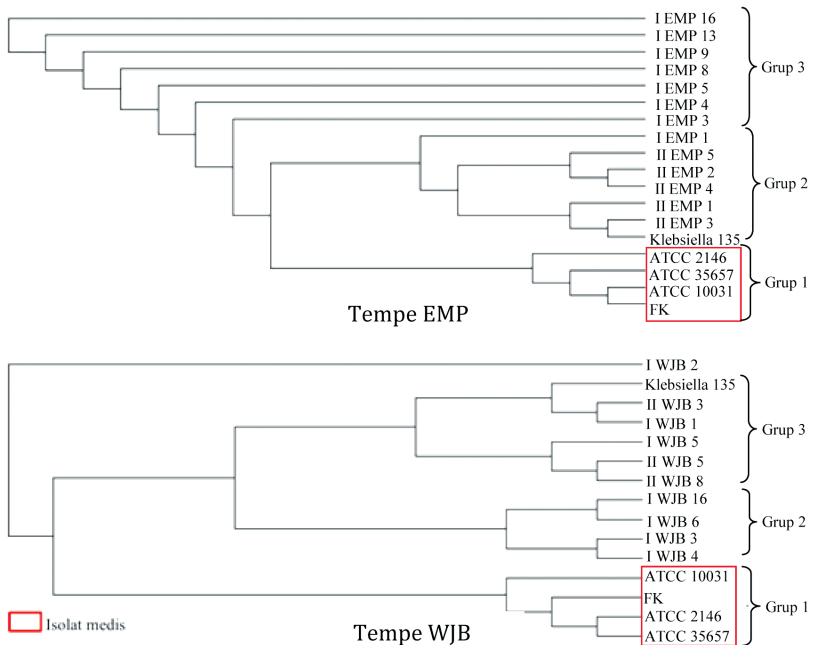 I EMP 16
I EMP 13
I EMP 9
I EMP 8
I EMP 5
I EMP 4
I EMP 3
Grup 3
I EMP 1
II EMP 5
II EMP 2
II EMP 4
II EMP 1
II EMP 3
Klebsiella 135
Grup 2
ATCC 2146
ATCC 35657
ATCC 10031
FK
Grup 1
Tempe EMP
I WJB 2
Klebsiella 135
II WJB 3
I WJB 1
I WJB 5
II WJB 5
II WJB 8
Grup 3
I WJB 16
I WJB 6
I WJB 3
I WJB 4
Grup 2
ATCC 10031
FK
ATCC 2146
ATCC 35657
Grup 1
Isolat medis
Tempe WJB